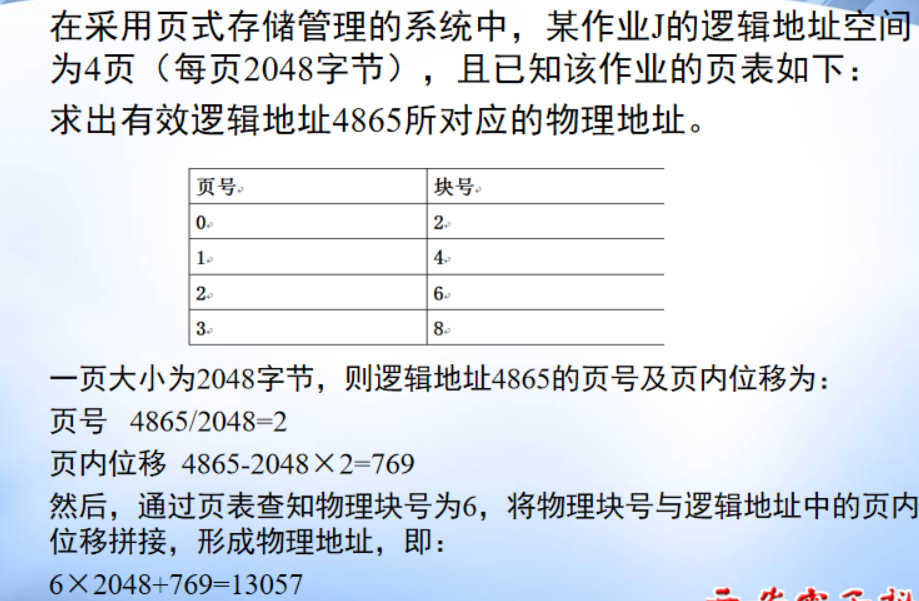 在采用页式存储管理的系统中，某作业J的逻辑地址空间
为4页（每页2048字节），且已知该作业的页表如下：
求出有效逻辑地址4865所对应的物理地址。
页号 块号
0 2
1 4
2 6
3 8
一页大小为2048字节，则逻辑地址4865的页号及页内位移为：
页号 4865/2048=2
页内位移 4865-2048×2=769
然后，通过页表查知物理块号为6，将物理块号与逻辑地址中的页内
位移拼接，形成物理地址，即：
6×2048+769=13057